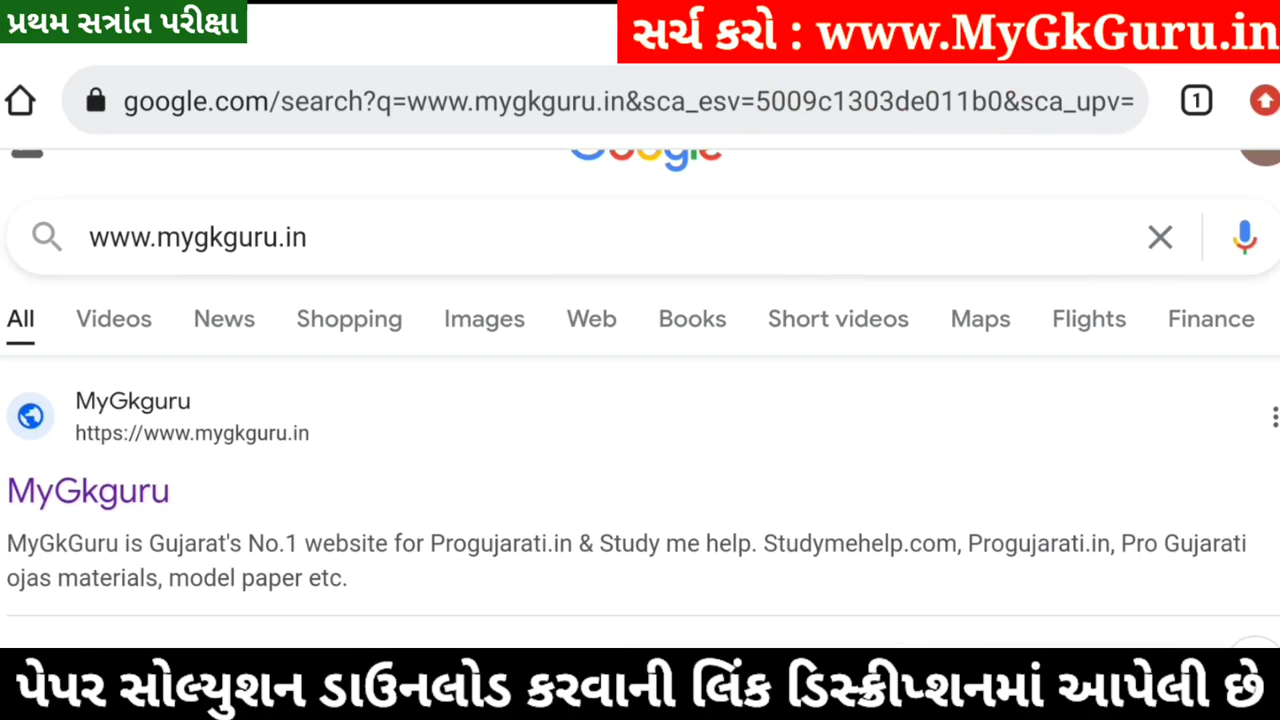 પ્રથમ સત્રાંત પરીક્ષા
સર્ચ કરો : www.MyGkGuru.in
google.com/search?q=www.mygkguru.in&sca_esv=5009c1303de011b0&sca_upv=
1
Google
www.mygkguru.in
All Videos News Shopping Images Web Books Short videos Maps Flights Finance
MyGkguru
https://www.mygkguru.in
MyGkguru
MyGkGuru is Gujarat's No.1 website for Progujarati.in & Study me help. Studymehelp.com, Progujarati.in, Pro Gujarati
ojas materials, model paper etc.
પેપર સોલ્યુશન ડાઉનલોડ કરવાની લિંક ડિસ્ક્રીપ્શનમાં આપેલી છે